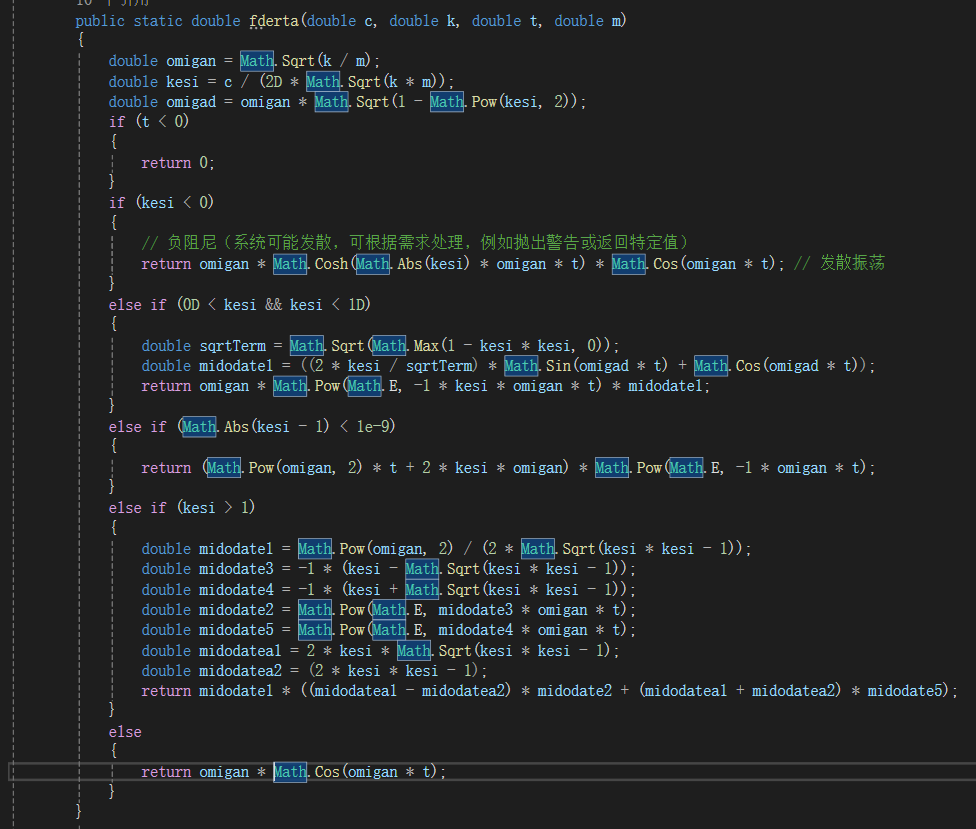 public static double fderta(double c, double k, double t, double m)
{
double omigan = Math.Sqrt(k / m);
double kesi = c / (2D * Math.Sqrt(k * m));
double omigad = omigan * Math.Sqrt(1 - Math.Pow(kesi, 2));
if (t < 0)
{
return 0;
}
if (kesi < 0)
{
// 负阻尼（系统可能发散，可根据需求处理，例如抛出警告或返回特定值）
return omigan * Math.Cosh(Math.Abs(kesi) * omigan * t) * Math.Cos(omigan * t); // 发散振荡
}
else if (0D < kesi && kesi < 1D)
{
double sqrtTerm = Math.Sqrt(Math.Max(1 - kesi * kesi, 0));
double midodate1 = ((2 * kesi / sqrtTerm) * Math.Sin(omigad * t) + Math.Cos(omigad * t));
return omigan * Math.Pow(Math.E, -1 * kesi * omigan * t) * midodate1;
}
else if (Math.Abs(kesi - 1) < 1e-9)
{
return (Math.Pow(omigan, 2) * t + 2 * kesi * omigan) * Math.Pow(Math.E, -1 * omigan * t);
}
else if (kesi > 1)
{
double midodate1 = Math.Pow(omigan, 2) / (2 * Math.Sqrt(kesi * kesi - 1));
double midodate3 = -1 * (kesi - Math.Sqrt(kesi * kesi - 1));
double midodate4 = -1 * (kesi + Math.Sqrt(kesi * kesi - 1));
double midodate2 = Math.Pow(Math.E, midodate3 * omigan * t);
double midodate5 = Math.Pow(Math.E, midodate4 * omigan * t);
double midodatea1 = 2 * kesi * Math.Sqrt(kesi * kesi - 1);
double midodatea2 = (2 * kesi * kesi - 1);
return midodate1 * ((midodatea1 - midodatea2) * midodate2 + (midodatea1 + midodatea2) * midodate5);
}
else
{
return omigan * Math.Cos(omigan * t);
}
}